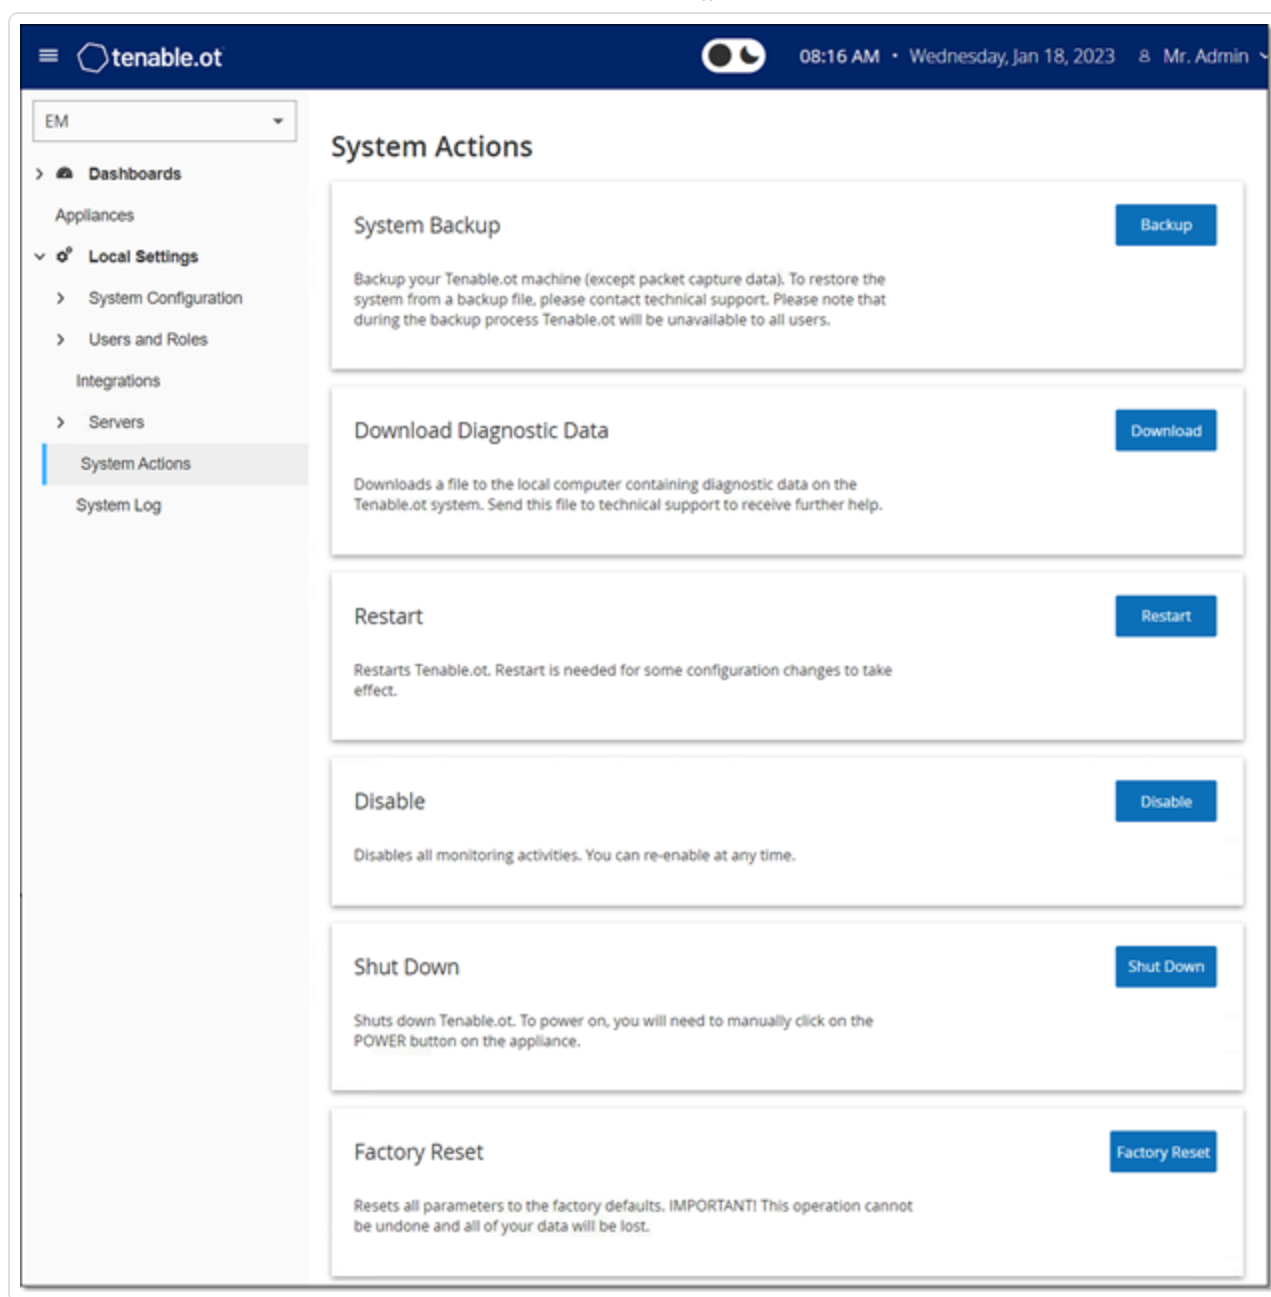 tenable.ot
08:16 AM • Wednesday, Jan 18, 2023 Mr. Admin
EM
Dashboards
Appliances
Local Settings
System Configuration
Users and Roles
Integrations
Servers
System Actions
System Log
System Actions
System Backup
Backup
Backup your Tenable.ot machine (except packet capture data). To restore the
system from a backup file, please contact technical support. Please note that
during the backup process Tenable.ot will be unavailable to all users.
Download Diagnostic Data
Download
Downloads a file to the local computer containing diagnostic data on the
Tenable.ot system. Send this file to technical support to receive further help.
Restart
Restart
Restarts Tenable.ot. Restart is needed for some configuration changes to take
effect.
Disable
Disable
Disables all monitoring activities. You can re-enable at any time.
Shut Down
Shut Down
Shuts down Tenable.ot. To power on, you will need to manually click on the
POWER button on the appliance.
Factory Reset
Factory Reset
Resets all parameters to the factory defaults. IMPORTANT! This operation cannot
be undone and all of your data will be lost.